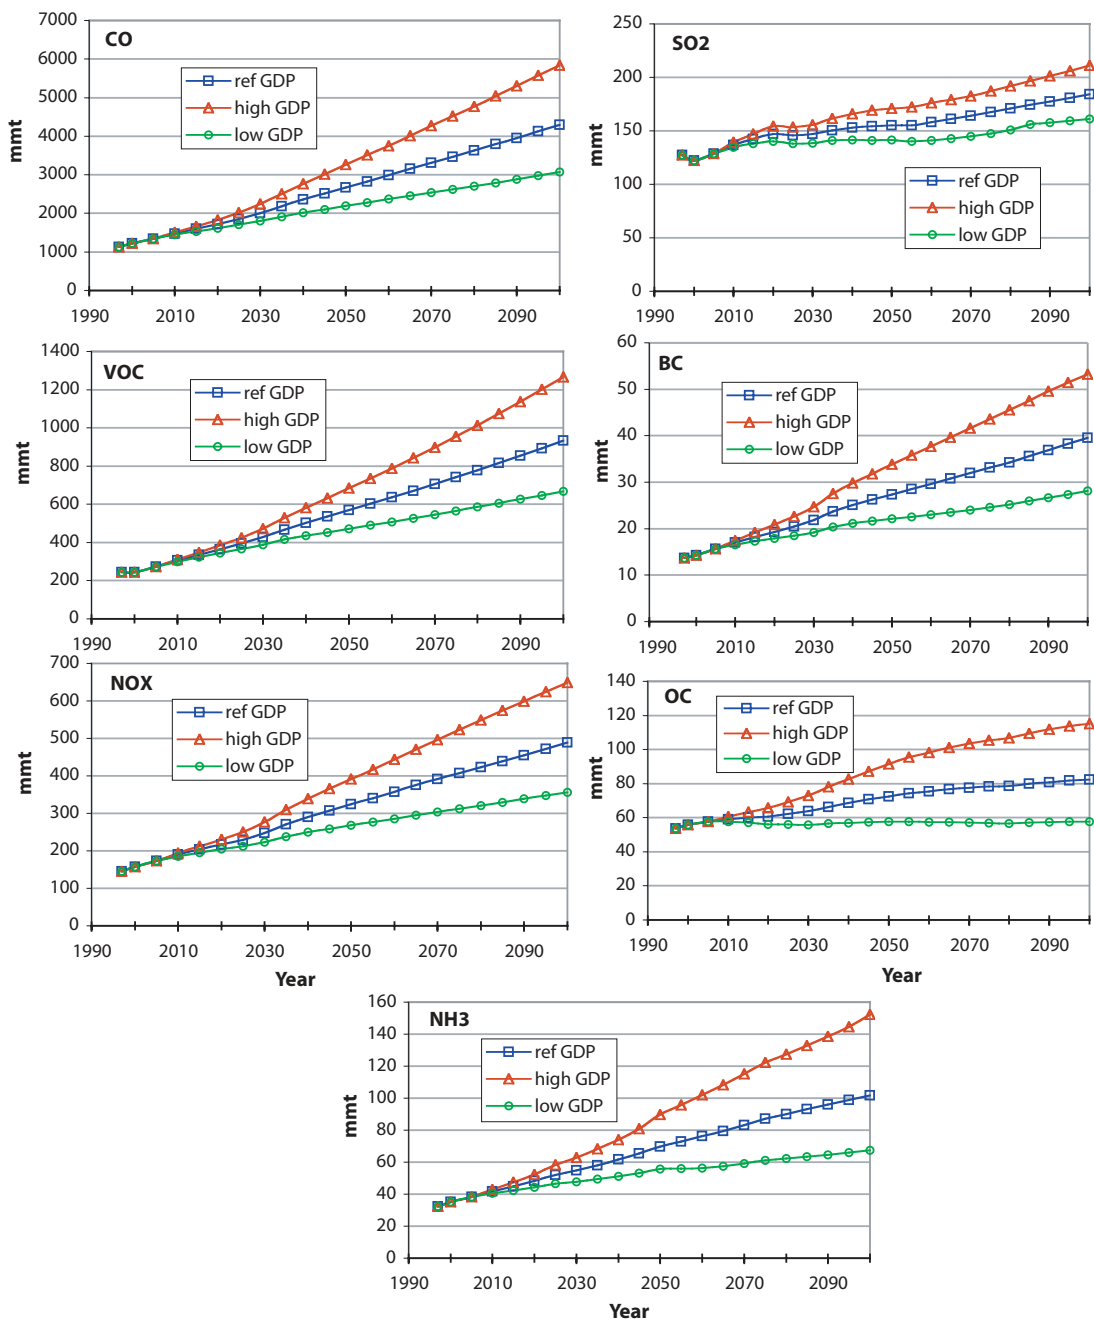 CO
7000
6000
5000
4000
3000
2000
1000
0
mmt
ref GDP
high GDP
low GDP
1990 2010 2030 2050 2070 2090
SO2
250
200
150
100
50
0
mmt
ref GDP
high GDP
low GDP
1990 2010 2030 2050 2070 2090
VOC
1400
1200
1000
800
600
400
200
0
mmt
ref GDP
high GDP
low GDP
1990 2010 2030 2050 2070 2090
BC
60
50
40
30
20
10
0
mmt
ref GDP
high GDP
low GDP
1990 2010 2030 2050 2070 2090
NOX
700
600
500
400
300
200
100
0
mmt
ref GDP
high GDP
low GDP
1990 2010 2030 2050 2070 2090
Year
OC
140
120
100
80
60
40
20
0
mmt
ref GDP
high GDP
low GDP
1990 2010 2030 2050 2070 2090
Year
NH3
160
140
120
100
80
60
40
20
0
mmt
ref GDP
high GDP
low GDP
1990 2010 2030 2050 2070 2090
Year